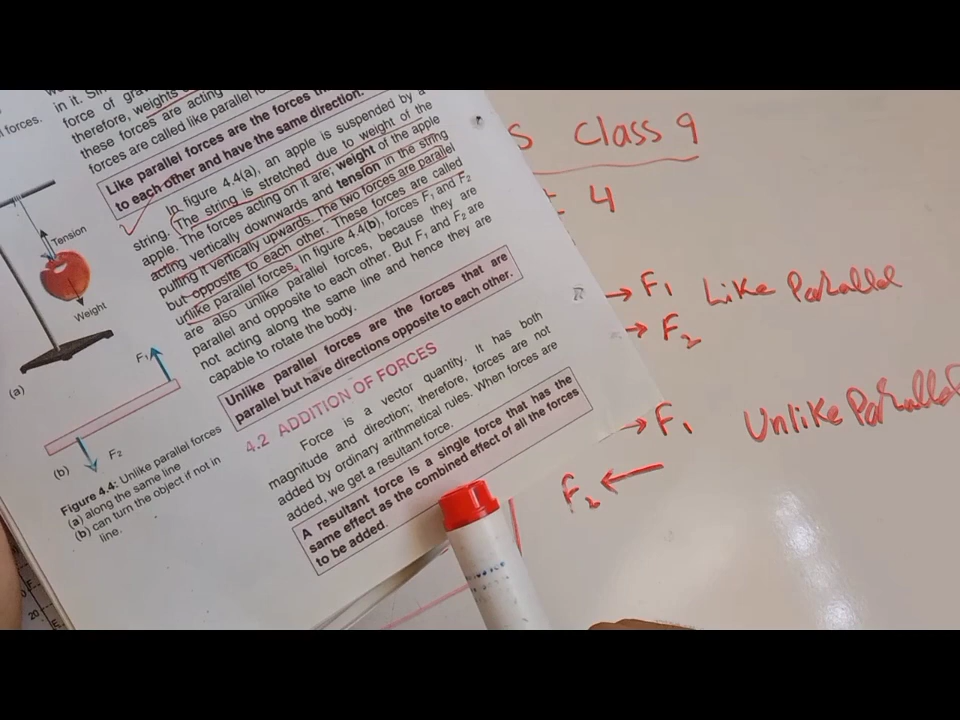 in it. Sin
force of gra
therefore, weights
these forces are acting
forces are called like parallel fo
forces.
Like parallel forces are the forces th
to each other and have the same direction.
In figure 4.4(a), an apple is suspended by a
string. The string is stretched due to weight of the
apple. The forces acting on it are; weight of the apple
acting vertically downwards and tension in the string
pulling it vertically upwards. The two forces are parallel
but opposite to each other. These forces are called
unlike parallel forces. In figure 4.4(b), forces F1 and F2
are also unlike parallel forces, because they are
parallel and opposite to each other. But F1 and F2 are
not acting along the same line and hence they are
capable to rotate the body.
Unlike parallel forces are the forces that are
parallel but have directions opposite to each other.
4.2 ADDITION OF FORCES
Force is a vector quantity. It has both
magnitude and direction; therefore, forces are not
added by ordinary arithmetical rules. When forces are
added, we get a resultant force.
A resultant force is a single force that has the
same effect as the combined effect of all the forces
to be added.
Tension
Weight
(a)
F1
F2
(b)
Figure 4.4: Unlike parallel forces
(a) along the same line
(b) can turn the object if not in
line.
20
S Class 9
4
F1 Like Parallel
F2
F1 Unlike Parallel
F2